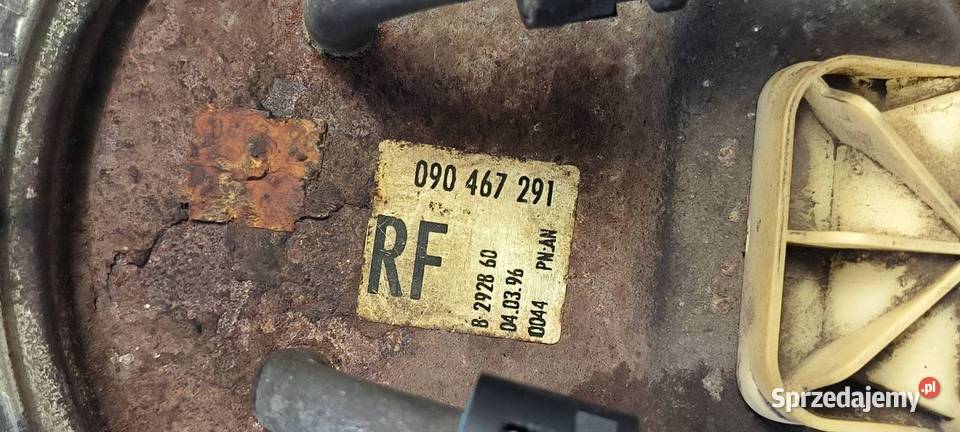 090 467 291
RF
B 2928 60
04.03.96
0044 PN:AN
Sprzedajemy.pl